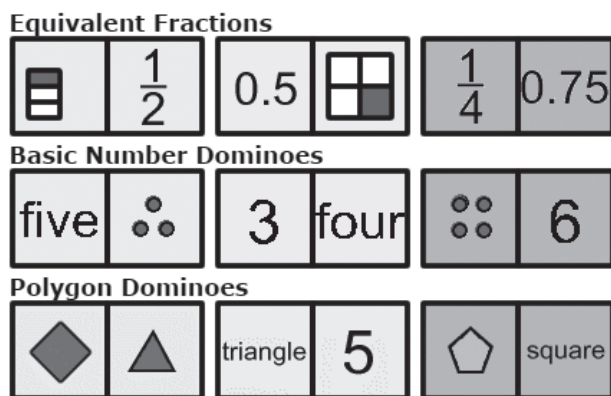 Equivalent Fractions
1/2 0.5 1/4 0.75
Basic Number Dominoes
five 3 four 6
Polygon Dominoes
triangle 5 square